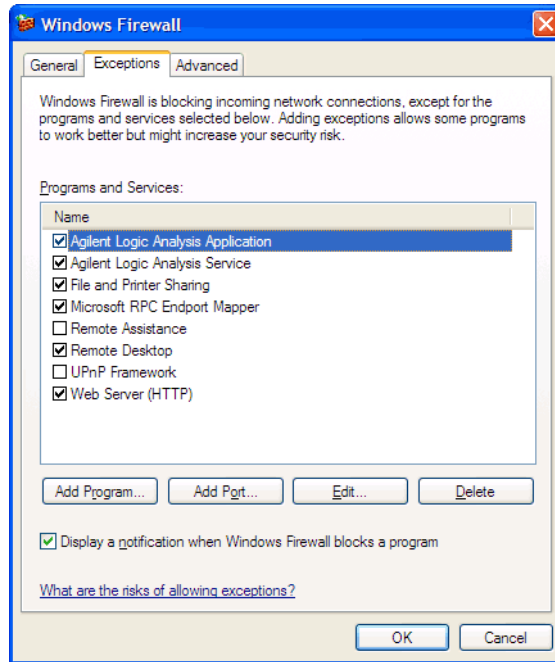 Windows Firewall
General
Exceptions
Advanced
Windows Firewall is blocking incoming network connections, except for the
programs and services selected below. Adding exceptions allows some programs
to work better but might increase your security risk.
Programs and Services:
Name
Agilent Logic Analysis Application
Agilent Logic Analysis Service
File and Printer Sharing
Microsoft RPC Endport Mapper
Remote Assistance
Remote Desktop
UPnP Framework
Web Server (HTTP)
Add Program...
Add Port...
Edit...
Delete
Display a notification when Windows Firewall blocks a program
What are the risks of allowing exceptions?
OK
Cancel